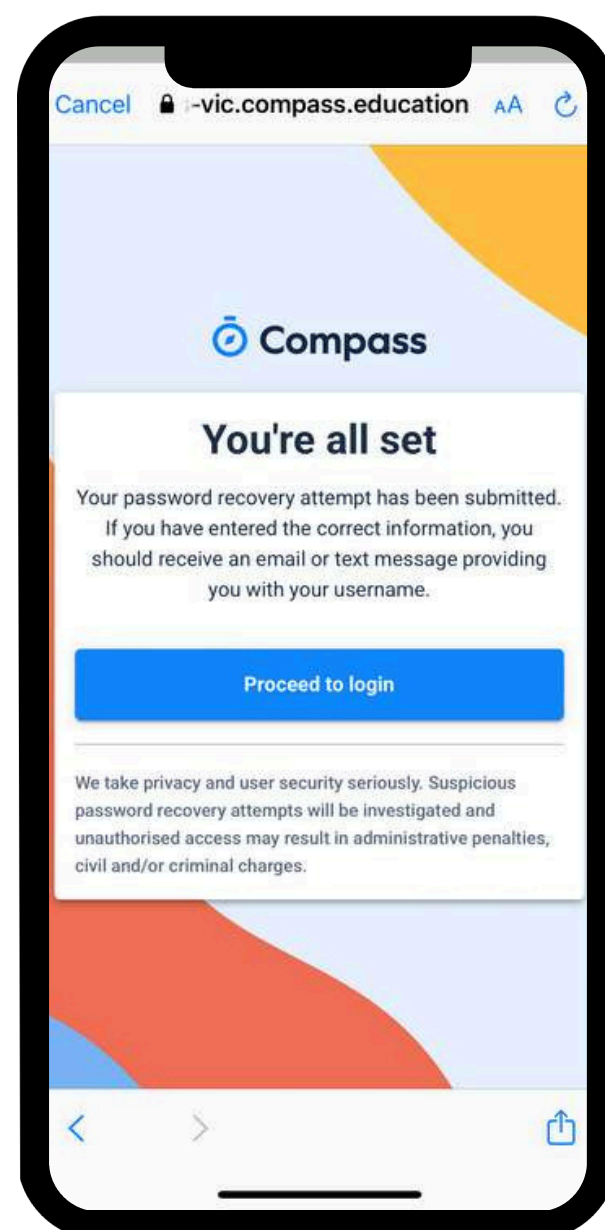 Cancel -vic.compass.education AA
Compass
You're all set
Your password recovery attempt has been submitted.
If you have entered the correct information, you
should receive an email or text message providing
you with your username.
Proceed to login
We take privacy and user security seriously. Suspicious
password recovery attempts will be investigated and
unauthorised access may result in administrative penalties,
civil and/or criminal charges.